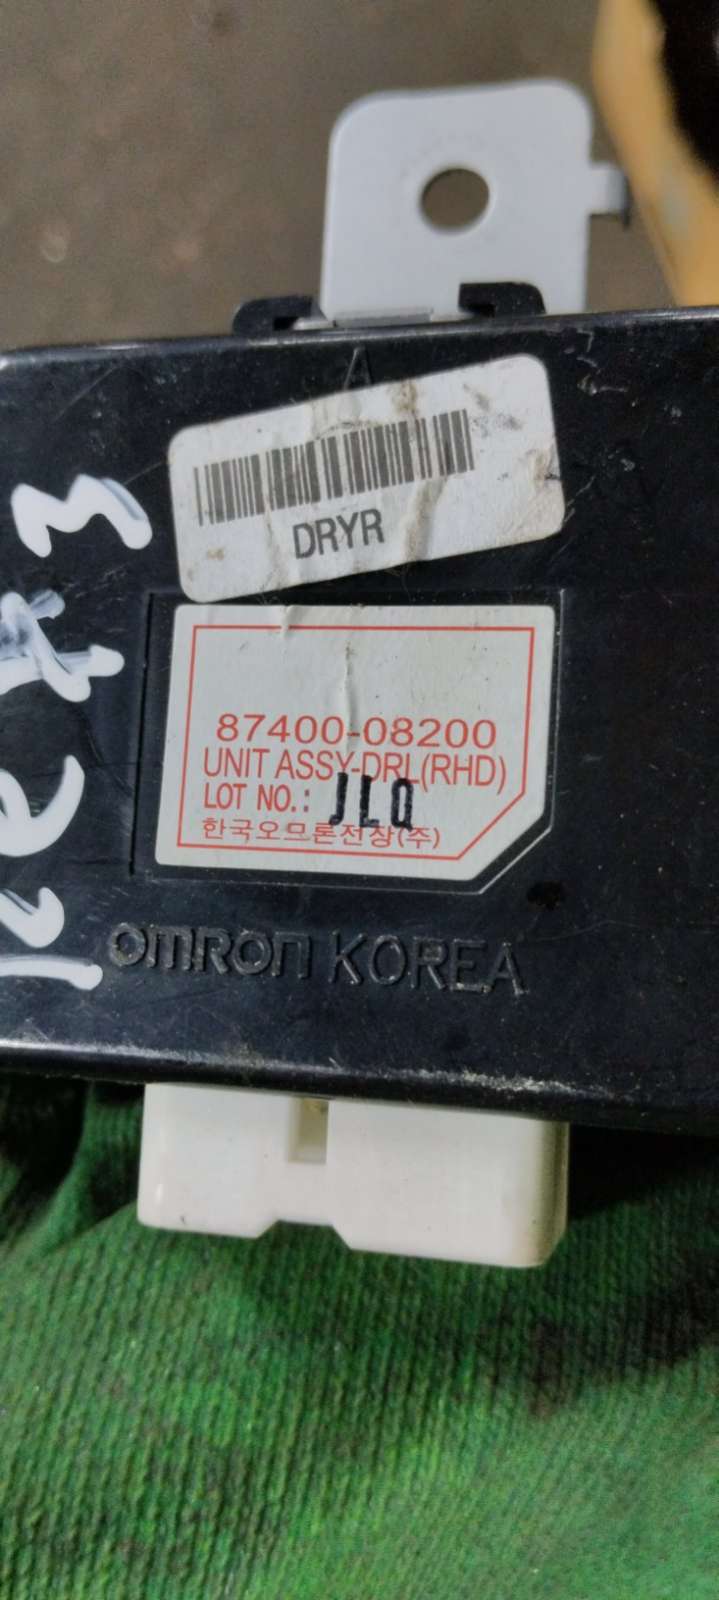 A
DRYR
87400-08200
UNIT ASSY-DRL(RHD)
LOT NO.: JLQ
한국오므론전장(주)
OMRON KOREA